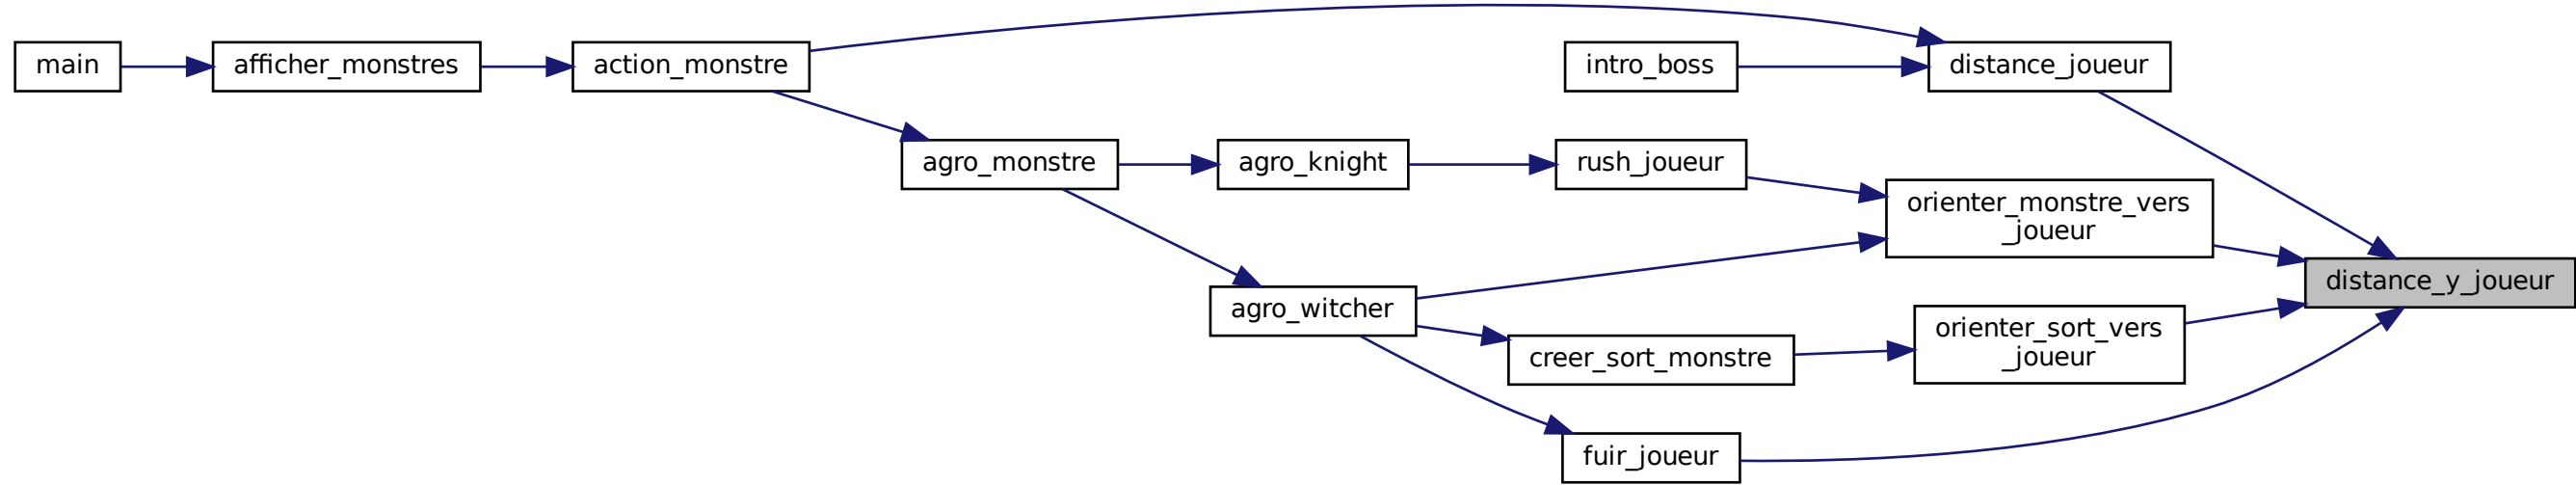 main
afficher_monstres
action_monstre
intro_boss
distance_joueur
agro_monstre
agro_knight
rush_joueur
orienter_monstre_vers
_joueur
distance_y_joueur
agro_witcher
creer_sort_monstre
orienter_sort_vers
_joueur
fuir_joueur